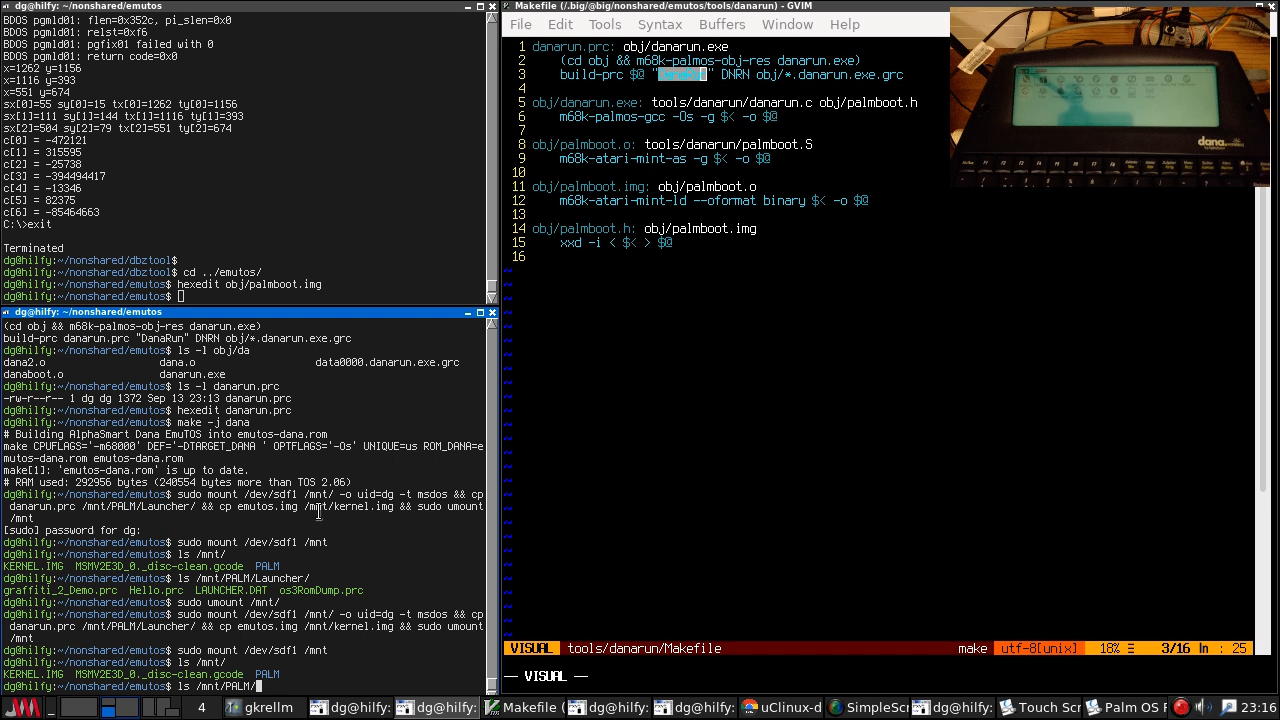 dg@hilfy: ~/nonshared/emutos
BDOS pgmld01: flen=0x352c, pi_slen=0x0
BDOS pgmld01: 1st_ost=0xf6
BDOS pgmld01: pgfix01 failed with 0
BDOS pgmld01: return code=0x0
x=1262 y=1156
x=1116 y=393
x=551 y=674
sx[0]=55 sy[0]=15 tx[0]=1262 ty[0]=1156
sx[1]=111 sy[1]=144 tx[1]=1116 ty[1]=393
sx[2]=504 sy[2]=79 tx[2]=551 ty[2]=674
c[0] = -472121
c[1] = 315595
c[2] = -25738
c[3] = -394494417
c[4] = -13346
c[5] = 82375
c[6] = -85464663
C:\>exit
Terminated
dg@hilfy:~/nonshared/dbztool$
dg@hilfy:~/nonshared/dbztool$ cd ../emutos/
dg@hilfy:~/nonshared/emutos$ hexedit obj/palmboot.img
dg@hilfy:~/nonshared/emutos$
dg@hilfy: ~/nonshared/emutos
(cd obj && m68k-palmos-obj-res danarun.exe)
build-prc danarun.prc "DanaRun" DNRN obj/*.danarun.exe.grc
dg@hilfy:~/nonshared/emutos$ ls -l obj/da
dana2.o dana.o data0000.danarun.exe.grc
danaboot.o danarun.exe
dg@hilfy:~/nonshared/emutos$ ls -l danarun.prc
-rw-r----- 1 dg dg 1372 Sep 13 23:13 danarun.prc
dg@hilfy:~/nonshared/emutos$ hexedit danarun.prc
dg@hilfy:~/nonshared/emutos$ make -j dana
# Building AlphaSmart Dana EmuTOS into emutos-dana.rom
make CPUFLAGS='-m68000' DEF='-DTARGET_DANA ' OPTFLAGS='-Os' UNIQUE=us ROM_DANA=e
mutos-dana.rom emutos-dana.rom
make[1]: 'emutos-dana.rom' is up to date.
# RAM used: 292956 bytes (240554 bytes more than TOS 2.06)
dg@hilfy:~/nonshared/emutos$ sudo mount /dev/sdf1 /mnt/ -o uid=dg -t msdos && cp
danarun.prc /mnt/PALM/Launcher/ && cp emutos.img /mnt/kernel.img && sudo umount
/mnt
[sudo] password for dg:
dg@hilfy:~/nonshared/emutos$ sudo mount /dev/sdf1 /mnt
dg@hilfy:~/nonshared/emutos$ ls /mnt/
KERNEL.IMG MSMV2E3D_0._disc-clean.gcode PALM
dg@hilfy:~/nonshared/emutos$ ls /mnt/PALM/Launcher/
graffiti_2_Demo.prc Hello.prc LAUNCHER.DAT os3RomDump.prc
dg@hilfy:~/nonshared/emutos$ sudo umount /mnt/
dg@hilfy:~/nonshared/emutos$ sudo mount /dev/sdf1 /mnt/ -o uid=dg -t msdos && cp
danarun.prc /mnt/PALM/Launcher/ && cp emutos.img /mnt/kernel.img && sudo umount
/mnt
dg@hilfy:~/nonshared/emutos$ sudo mount /dev/sdf1 /mnt
dg@hilfy:~/nonshared/emutos$ ls /mnt/
KERNEL.IMG MSMV2E3D_0._disc-clean.gcode PALM
dg@hilfy:~/nonshared/emutos$ ls /mnt/PALM/
Makefile (/.big/@big/nonshared/emutos/tools/danarun) - GVIM
File Edit Tools Syntax Buffers Window Help
1 danarun.prc: obj/danarun.exe
2 (cd obj && m68k-palmos-obj-res danarun.exe)
3 build-prc $@ "DanaRun" DNRN obj/*.danarun.exe.grc
4
5 obj/danarun.exe: tools/danarun/danarun.c obj/palmboot.h
6 m68k-palmos-gcc -Os -g $< -o $@
7
8 obj/palmboot.o: tools/danarun/palmboot.S
9 m68k-atari-mint-as -g $< -o $@
10
11 obj/palmboot.img: obj/palmboot.o
12 m68k-atari-mint-ld --oformat binary $< -o $@
13
14 obj/palmboot.h: obj/palmboot.img
15 xxd -i < $< > $@
16
VISUAL tools/danarun/Makefile make utf-8[unix] 18% ☰ 3/16 ln : 25
-- VISUAL --
dana
4 gkrellm dg@hilfy: dg@hilfy: Makefile ( dg@hilfy: dg@hilfy: uClinux-d SimpleScr dg@hilfy: Touch Scr Palm OS 23:16